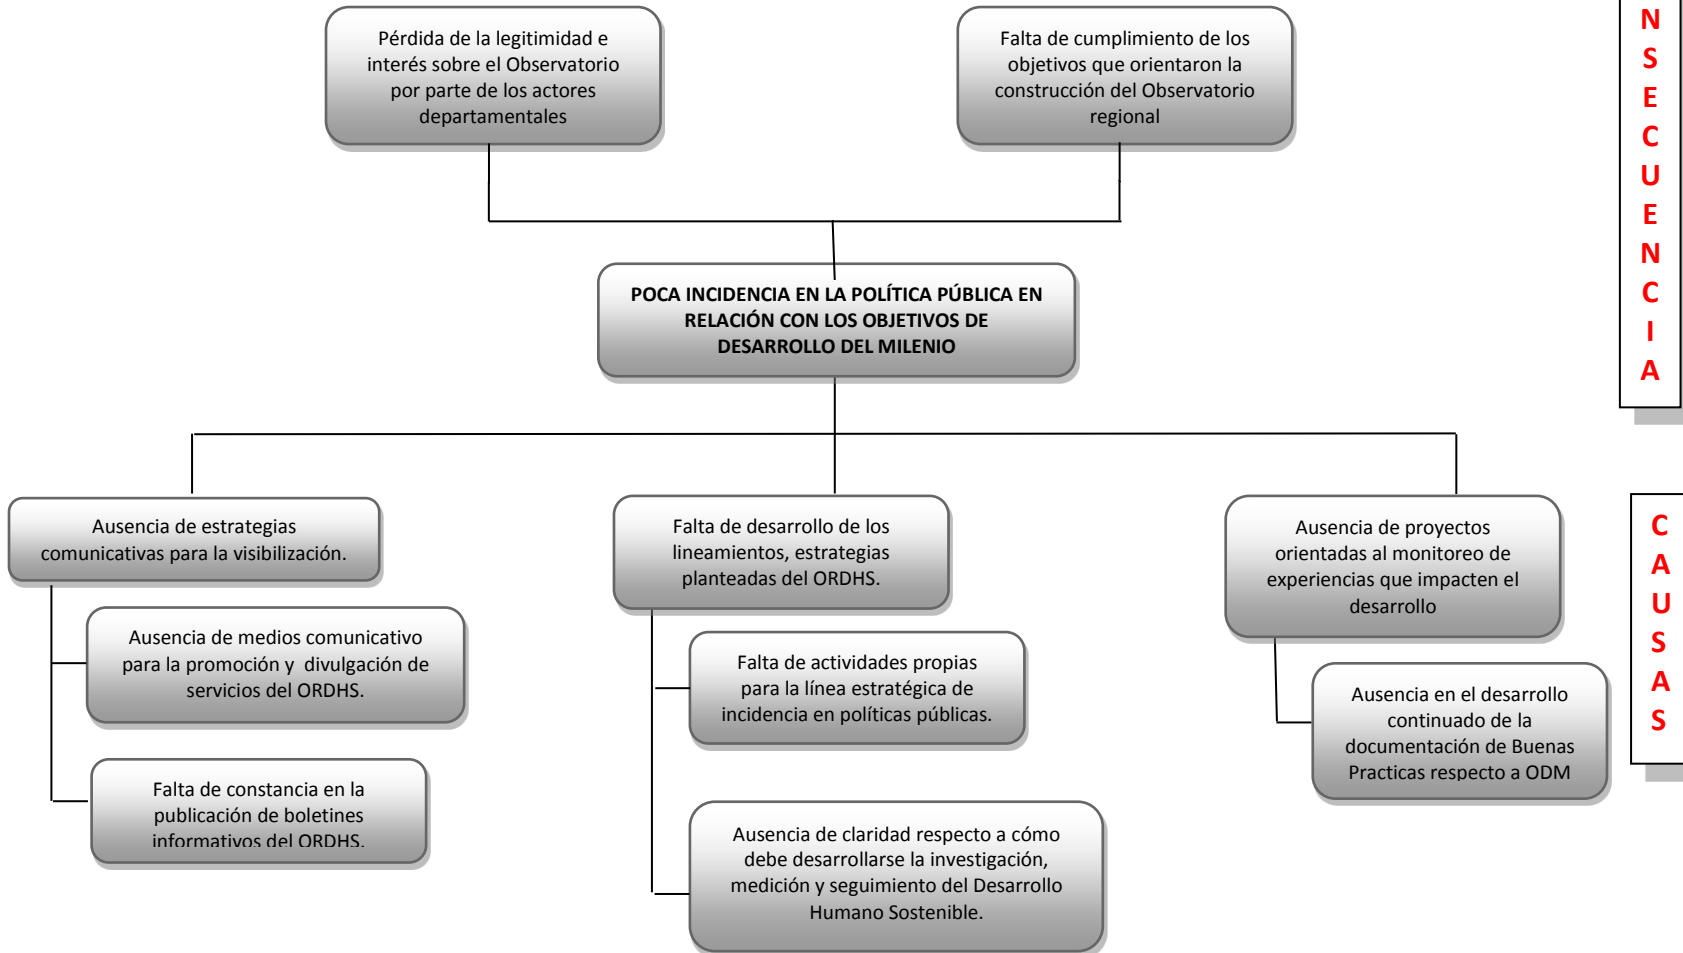 Pérdida de la legitimidad e
interés sobre el Observatorio
por parte de los actores
departamentales
Falta de cumplimiento de los
objetivos que orientaron la
construcción del Observatorio
regional
N
S
E
C
U
E
N
C
I
A
POCA INCIDENCIA EN LA POLÍTICA PÚBLICA EN
RELACIÓN CON LOS OBJETIVOS DE
DESARROLLO DEL MILENIO
Ausencia de estrategias
comunicativas para la visibilización.
Ausencia de medios comunicativo
para la promoción y divulgación de
servicios del ORDHS.
Falta de constancia en la
publicación de boletines
informativos del ORDHS.
Falta de desarrollo de los
lineamientos, estrategias
planteadas del ORDHS.
Falta de actividades propias
para la línea estratégica de
incidencia en políticas públicas.
Ausencia de claridad respecto a cómo
debe desarrollarse la investigación,
medición y seguimiento del Desarrollo
Humano Sostenible.
Ausencia de proyectos
orientadas al monitoreo de
experiencias que impacten el
desarrollo
Ausencia en el desarrollo
continuado de la
documentación de Buenas
Practicas respecto a ODM
C
A
U
S
A
S